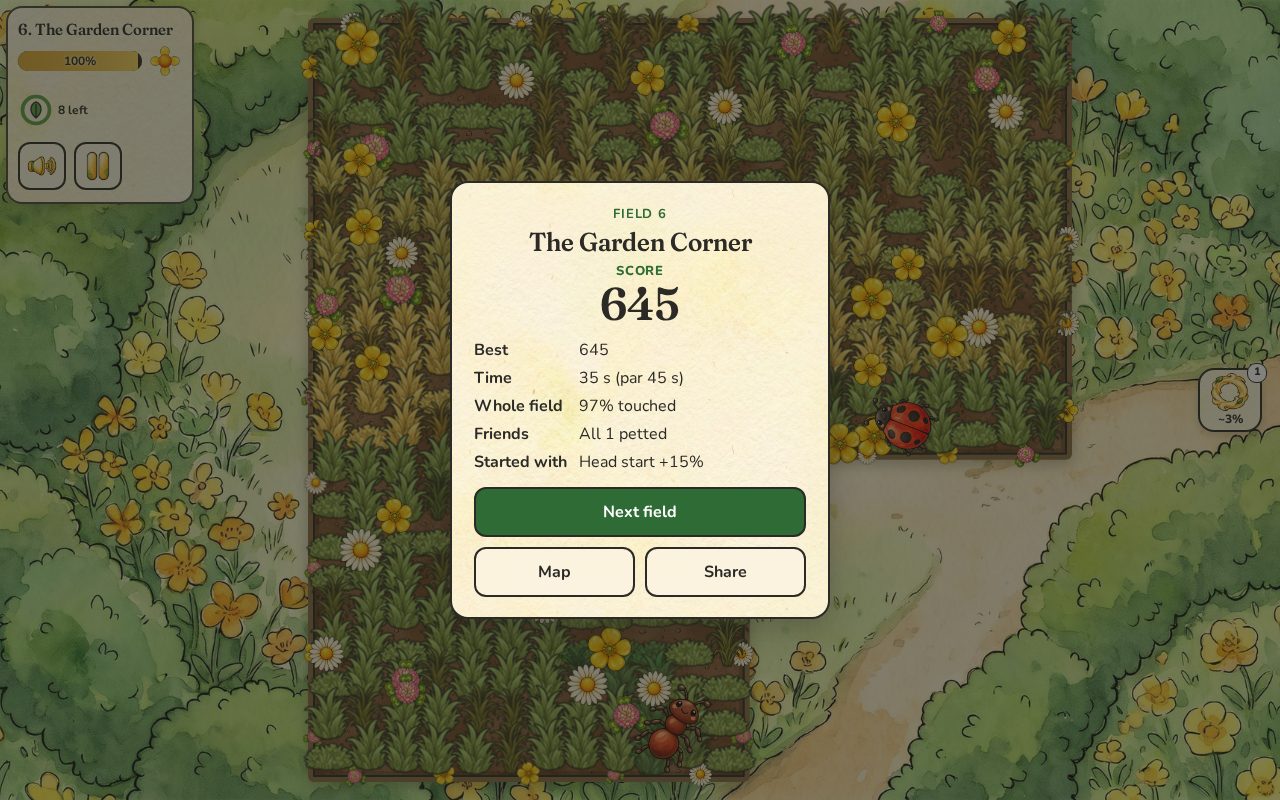 6. The Garden Corner
100%
8 left
FIELD 6
The Garden Corner
SCORE
645
Best 645
Time 35 s (par 45 s)
Whole field 97% touched
Friends All 1 petted
Started with Head start +15%
Next field
Map Share
1
~3%